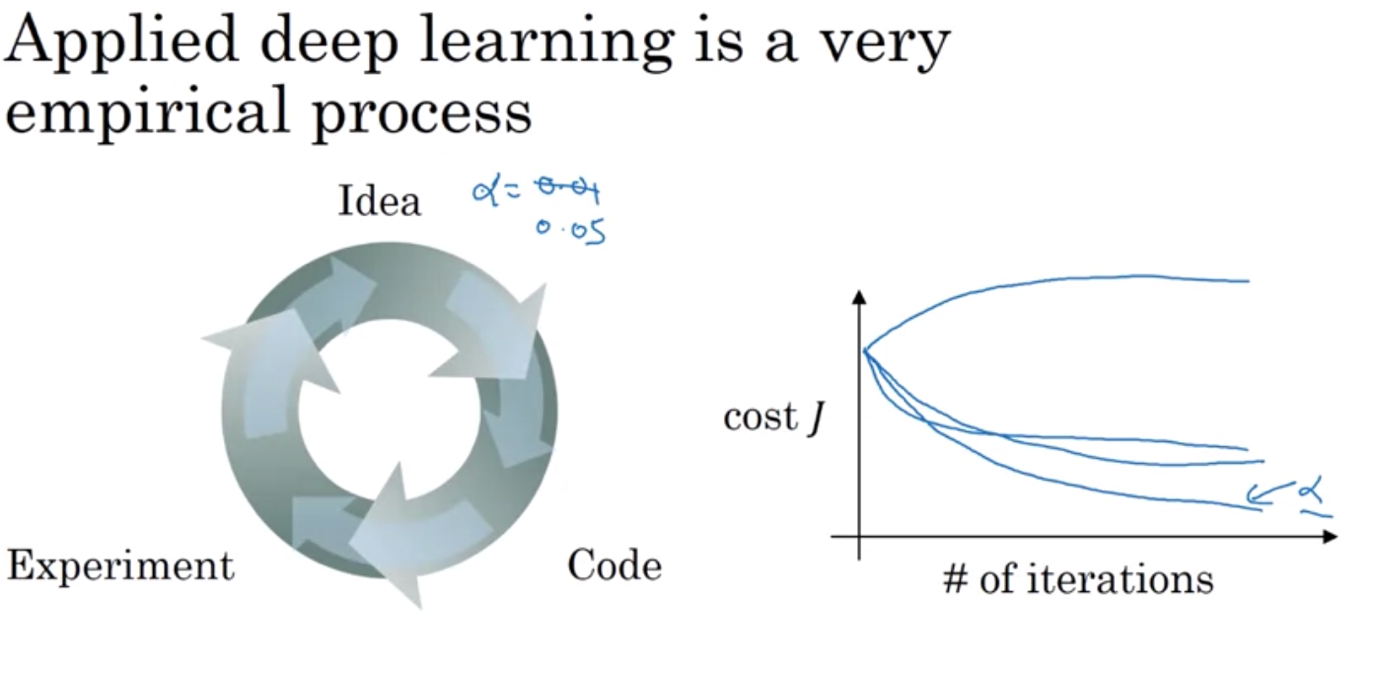 Applied deep learning is a very
empirical process
Idea
α = 0.01
0.05
Experiment
Code
cost J
α
# of iterations